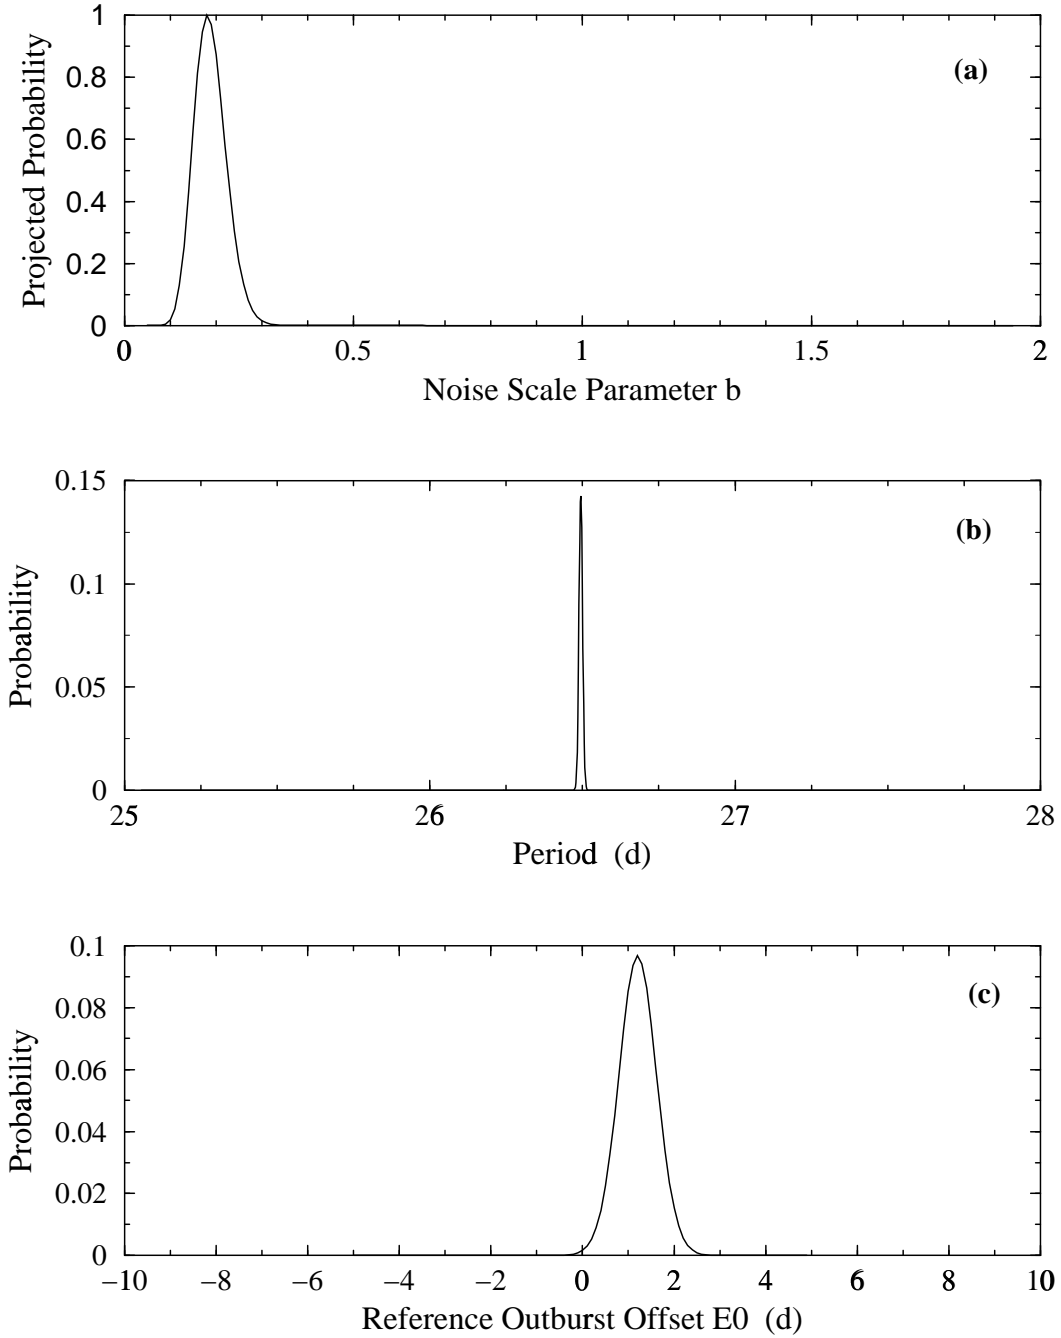 1
0.8
0.6
0.4
0.2
0
Projected Probability
(a)
0 0.5 1 1.5 2
Noise Scale Parameter b
0.15
0.1
0.05
0
Probability
(b)
25 26 27 28
Period (d)
0.1
0.08
0.06
0.04
0.02
0
Probability
(c)
−10 −8 −6 −4 −2 0 2 4 6 8 10
Reference Outburst Offset E0 (d)